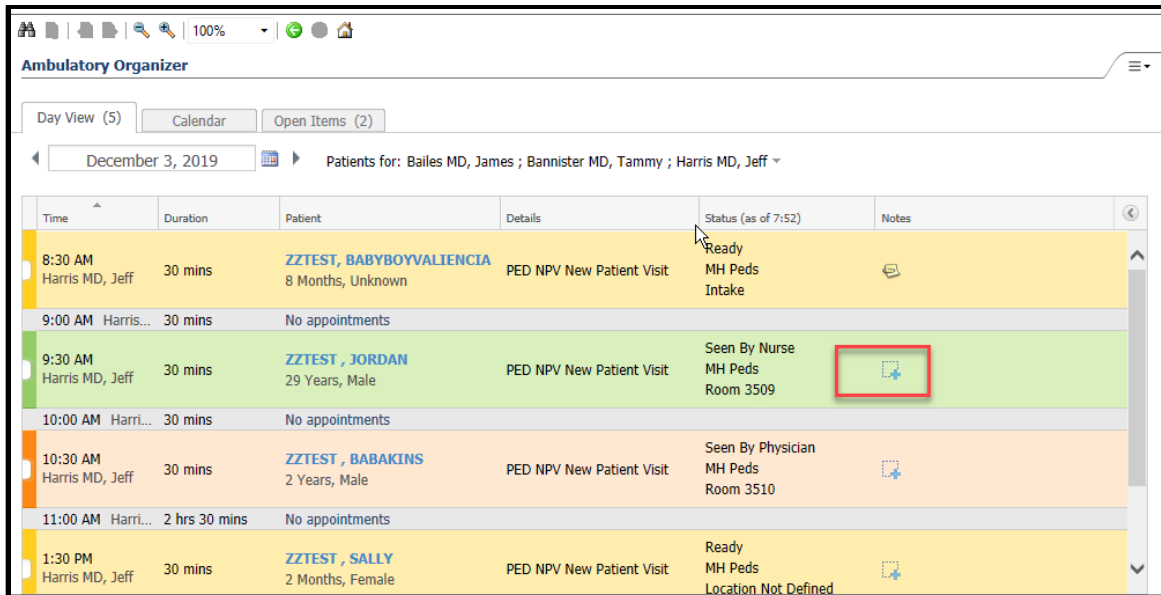 100%
Ambulatory Organizer
Day View (5) Calendar Open Items (2)
December 3, 2019 Patients for: Bailes MD, James ; Bannister MD, Tammy ; Harris MD, Jeff
Time Duration Patient Details Status (as of 7:52) Notes
8:30 AM
Harris MD, Jeff
30 mins
ZZTEST, BABYBOYVALIENCIA
8 Months, Unknown
PED NPV New Patient Visit
Ready
MH Peds
Intake
9:00 AM Harris... 30 mins No appointments
9:30 AM
Harris MD, Jeff
30 mins
ZZTEST , JORDAN
29 Years, Male
PED NPV New Patient Visit
Seen By Nurse
MH Peds
Room 3509
10:00 AM Harri... 30 mins No appointments
10:30 AM
Harris MD, Jeff
30 mins
ZZTEST , BABAKINS
2 Years, Male
PED NPV New Patient Visit
Seen By Physician
MH Peds
Room 3510
11:00 AM Harri... 2 hrs 30 mins No appointments
1:30 PM
Harris MD, Jeff
30 mins
ZZTEST , SALLY
2 Months, Female
PED NPV New Patient Visit
Ready
MH Peds
Location Not Defined